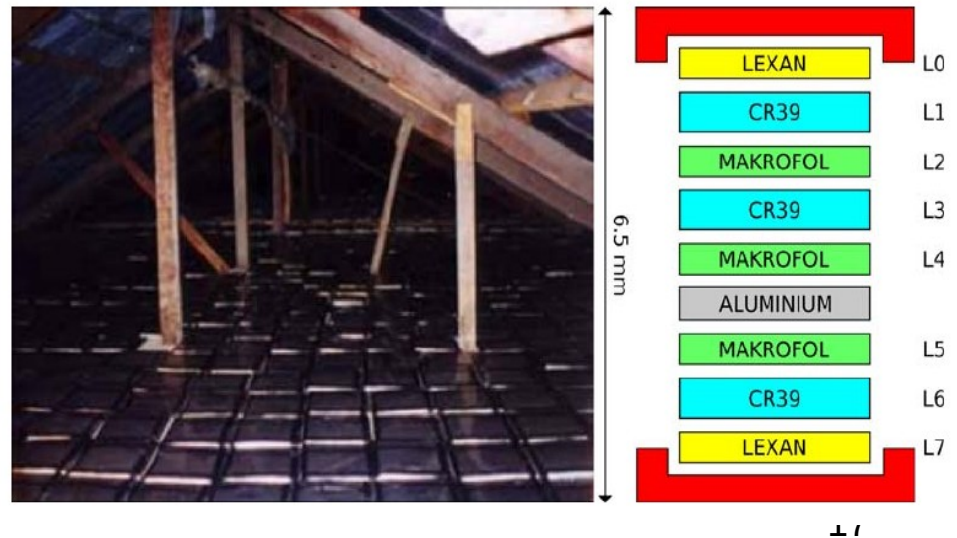 LEXAN L0
CR39 L1
MAKROFOL L2
CR39 L3
MAKROFOL L4
6.5 mm
ALUMINIUM
MAKROFOL L5
CR39 L6
LEXAN L7